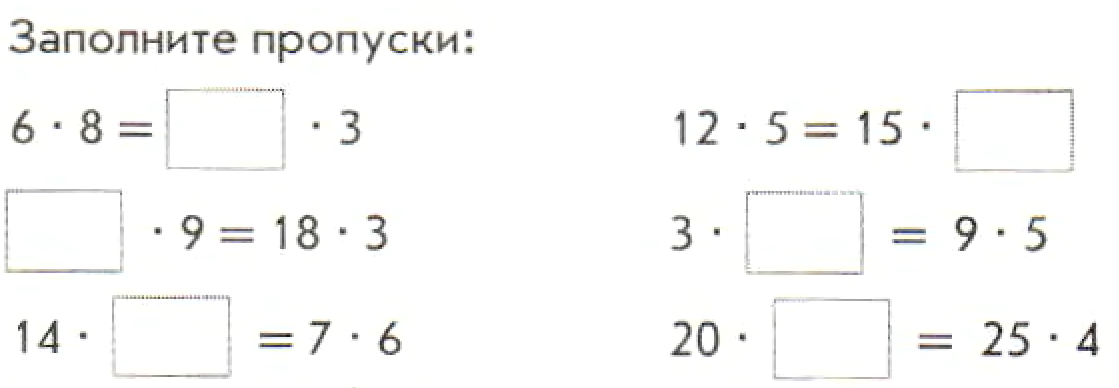 Заполните пропуски:
6 · 8 = · 3
12 · 5 = 15 ·
· 9 = 18 · 3
3 · = 9 · 5
14 · = 7 · 6
20 · = 25 · 4